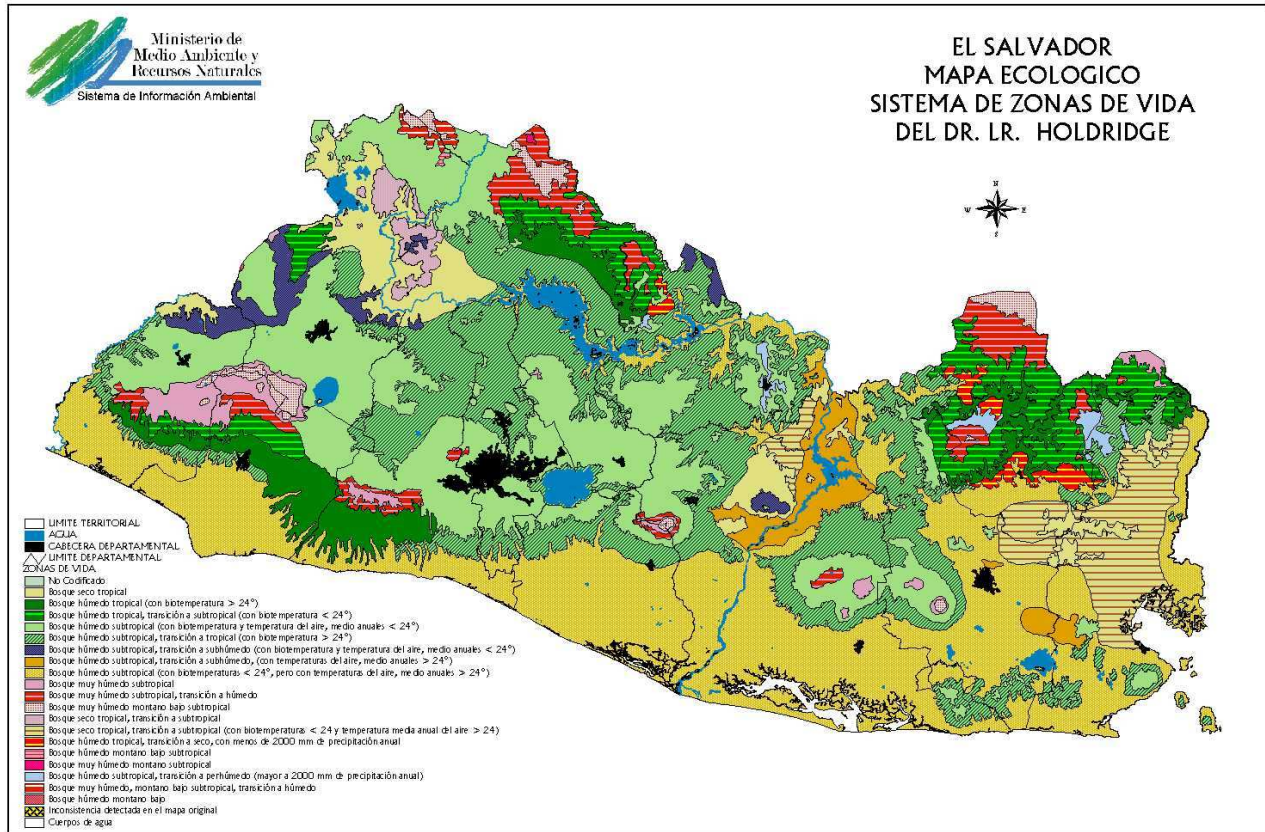 Ministerio de
Medio Ambiente y
Recursos Naturales
Sistema de Información Ambiental
EL SALVADOR
MAPA ECOLOGICO
SISTEMA DE ZONAS DE VIDA
DEL DR. LR. HOLDRIDGE
N
W
E
S
LIMITE TERRITORIAL
AGUA
CABECERA DEPARTAMENTAL
LIMITE DEPARTAMENTAL
ZONAS DE VIDA
No Codificado
Bosque seco tropical
Bosque húmedo tropical (con biotemperatura > 24°)
Bosque húmedo tropical, transición a subtropical (con biotemperatura < 24°)
Bosque húmedo subtropical (con biotemperatura y temperatura del aire, medio anuales < 24°)
Bosque húmedo subtropical, transición a tropical (con biotemperatura > 24°)
Bosque húmedo subtropical, transición a subhúmedo (con biotemperatura y temperatura del aire, medio anuales < 24°)
Bosque húmedo subtropical, transición a subhúmedo, (con temperaturas del aire, medio anuales > 24°)
Bosque húmedo subtropical (con biotemperaturas < 24°, pero con temperaturas del aire, medio anuales > 24°)
Bosque muy húmedo subtropical
Bosque muy húmedo subtropical, transición a húmedo
Bosque muy húmedo montano bajo subtropical
Bosque seco tropical, transición a subtropical
Bosque seco tropical, transición a subtropical (con biotemperaturas < 24 y temperatura media anual del aire > 24)
Bosque húmedo tropical, transición a seco, con menos de 2000 mm de precipitación anual
Bosque húmedo montano bajo subtropical
Bosque muy húmedo montano subtropical
Bosque húmedo subtropical, transición a perhúmedo (mayor a 2000 mm de precipitación anual)
Bosque muy húmedo, montano bajo subtropical, transición a húmedo
Bosque húmedo montano bajo
Inconsistencia detectada en el mapa original
Cuerpos de agua